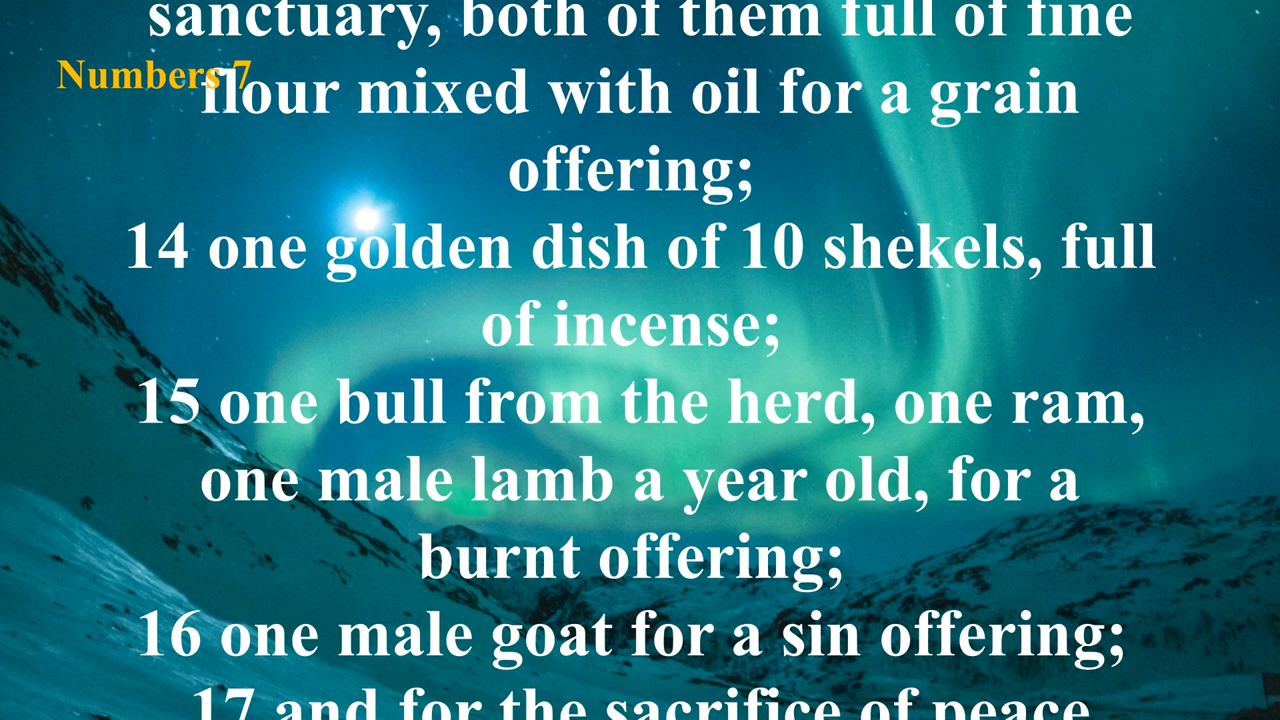 sanctuary, both of them full of fine
Numbers 7
flour mixed with oil for a grain
offering;
14 one golden dish of 10 shekels, full
of incense;
15 one bull from the herd, one ram,
one male lamb a year old, for a
burnt offering;
16 one male goat for a sin offering;
17 and for the sacrifice of peace